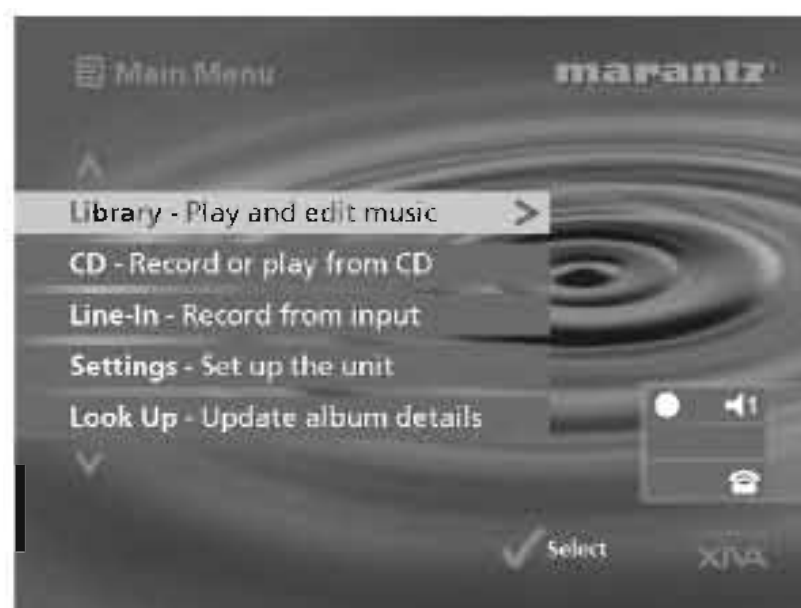 Main Menu
marantz
Library - Play and edit music
CD - Record or play from CD
Line-In - Record from input
Settings - Set up the unit
Look Up - Update album details
1
Select
XiVA